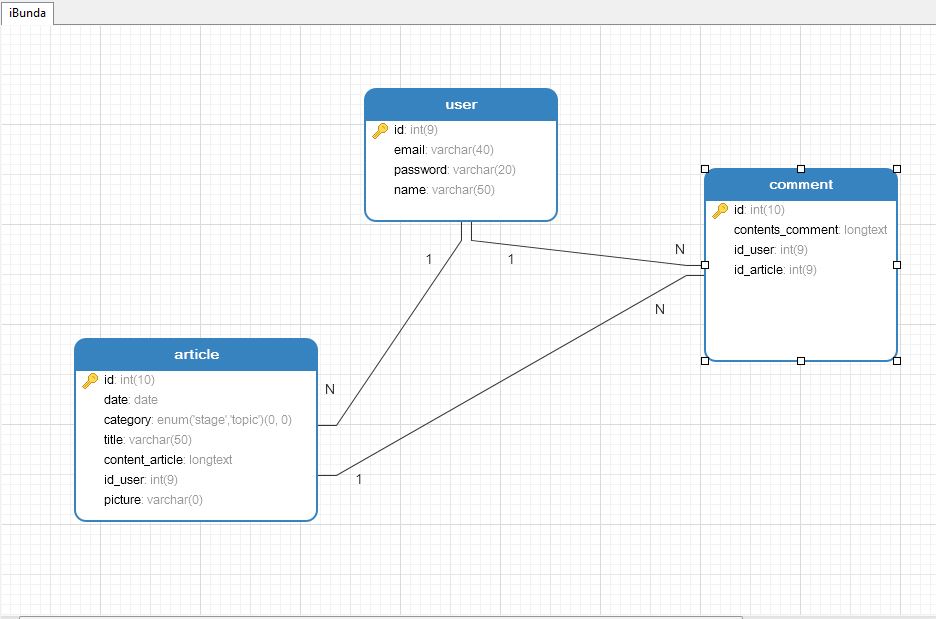 iBunda
user
id: int(9)
email: varchar(40)
password: varchar(20)
name: varchar(50)
comment
id: int(10)
contents_comment: longtext
id_user: int(9)
id_article: int(9)
1
1
N
N
article
id: int(10)
date: date
category: enum('stage','topic')(0, 0)
title: varchar(50)
content_article: longtext
id_user: int(9)
picture: varchar(0)
N
1